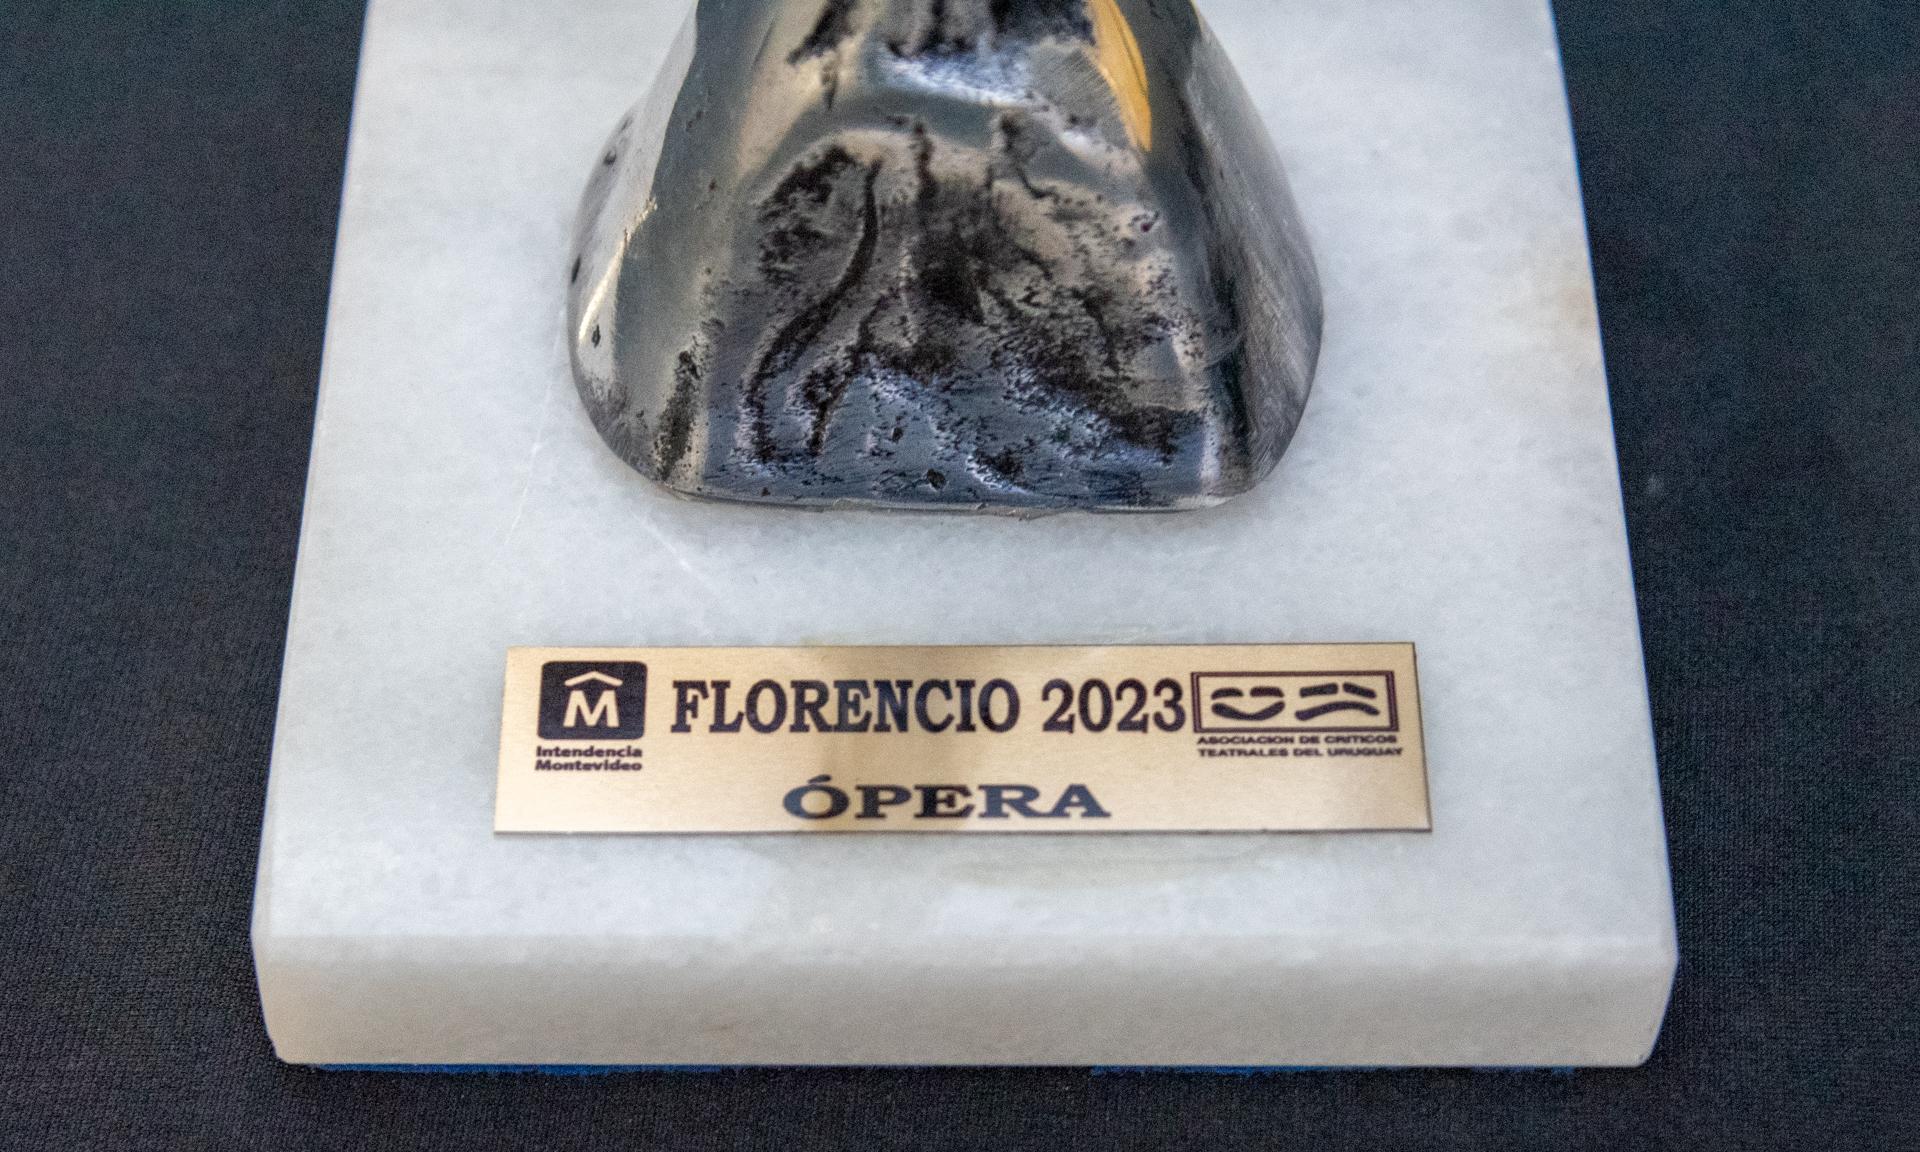 M
Intendencia
Montevideo
FLORENCIO 2023
ASOCIACION DE CRITICOS
TEATRALES DEL URUGUAY
ÓPERA